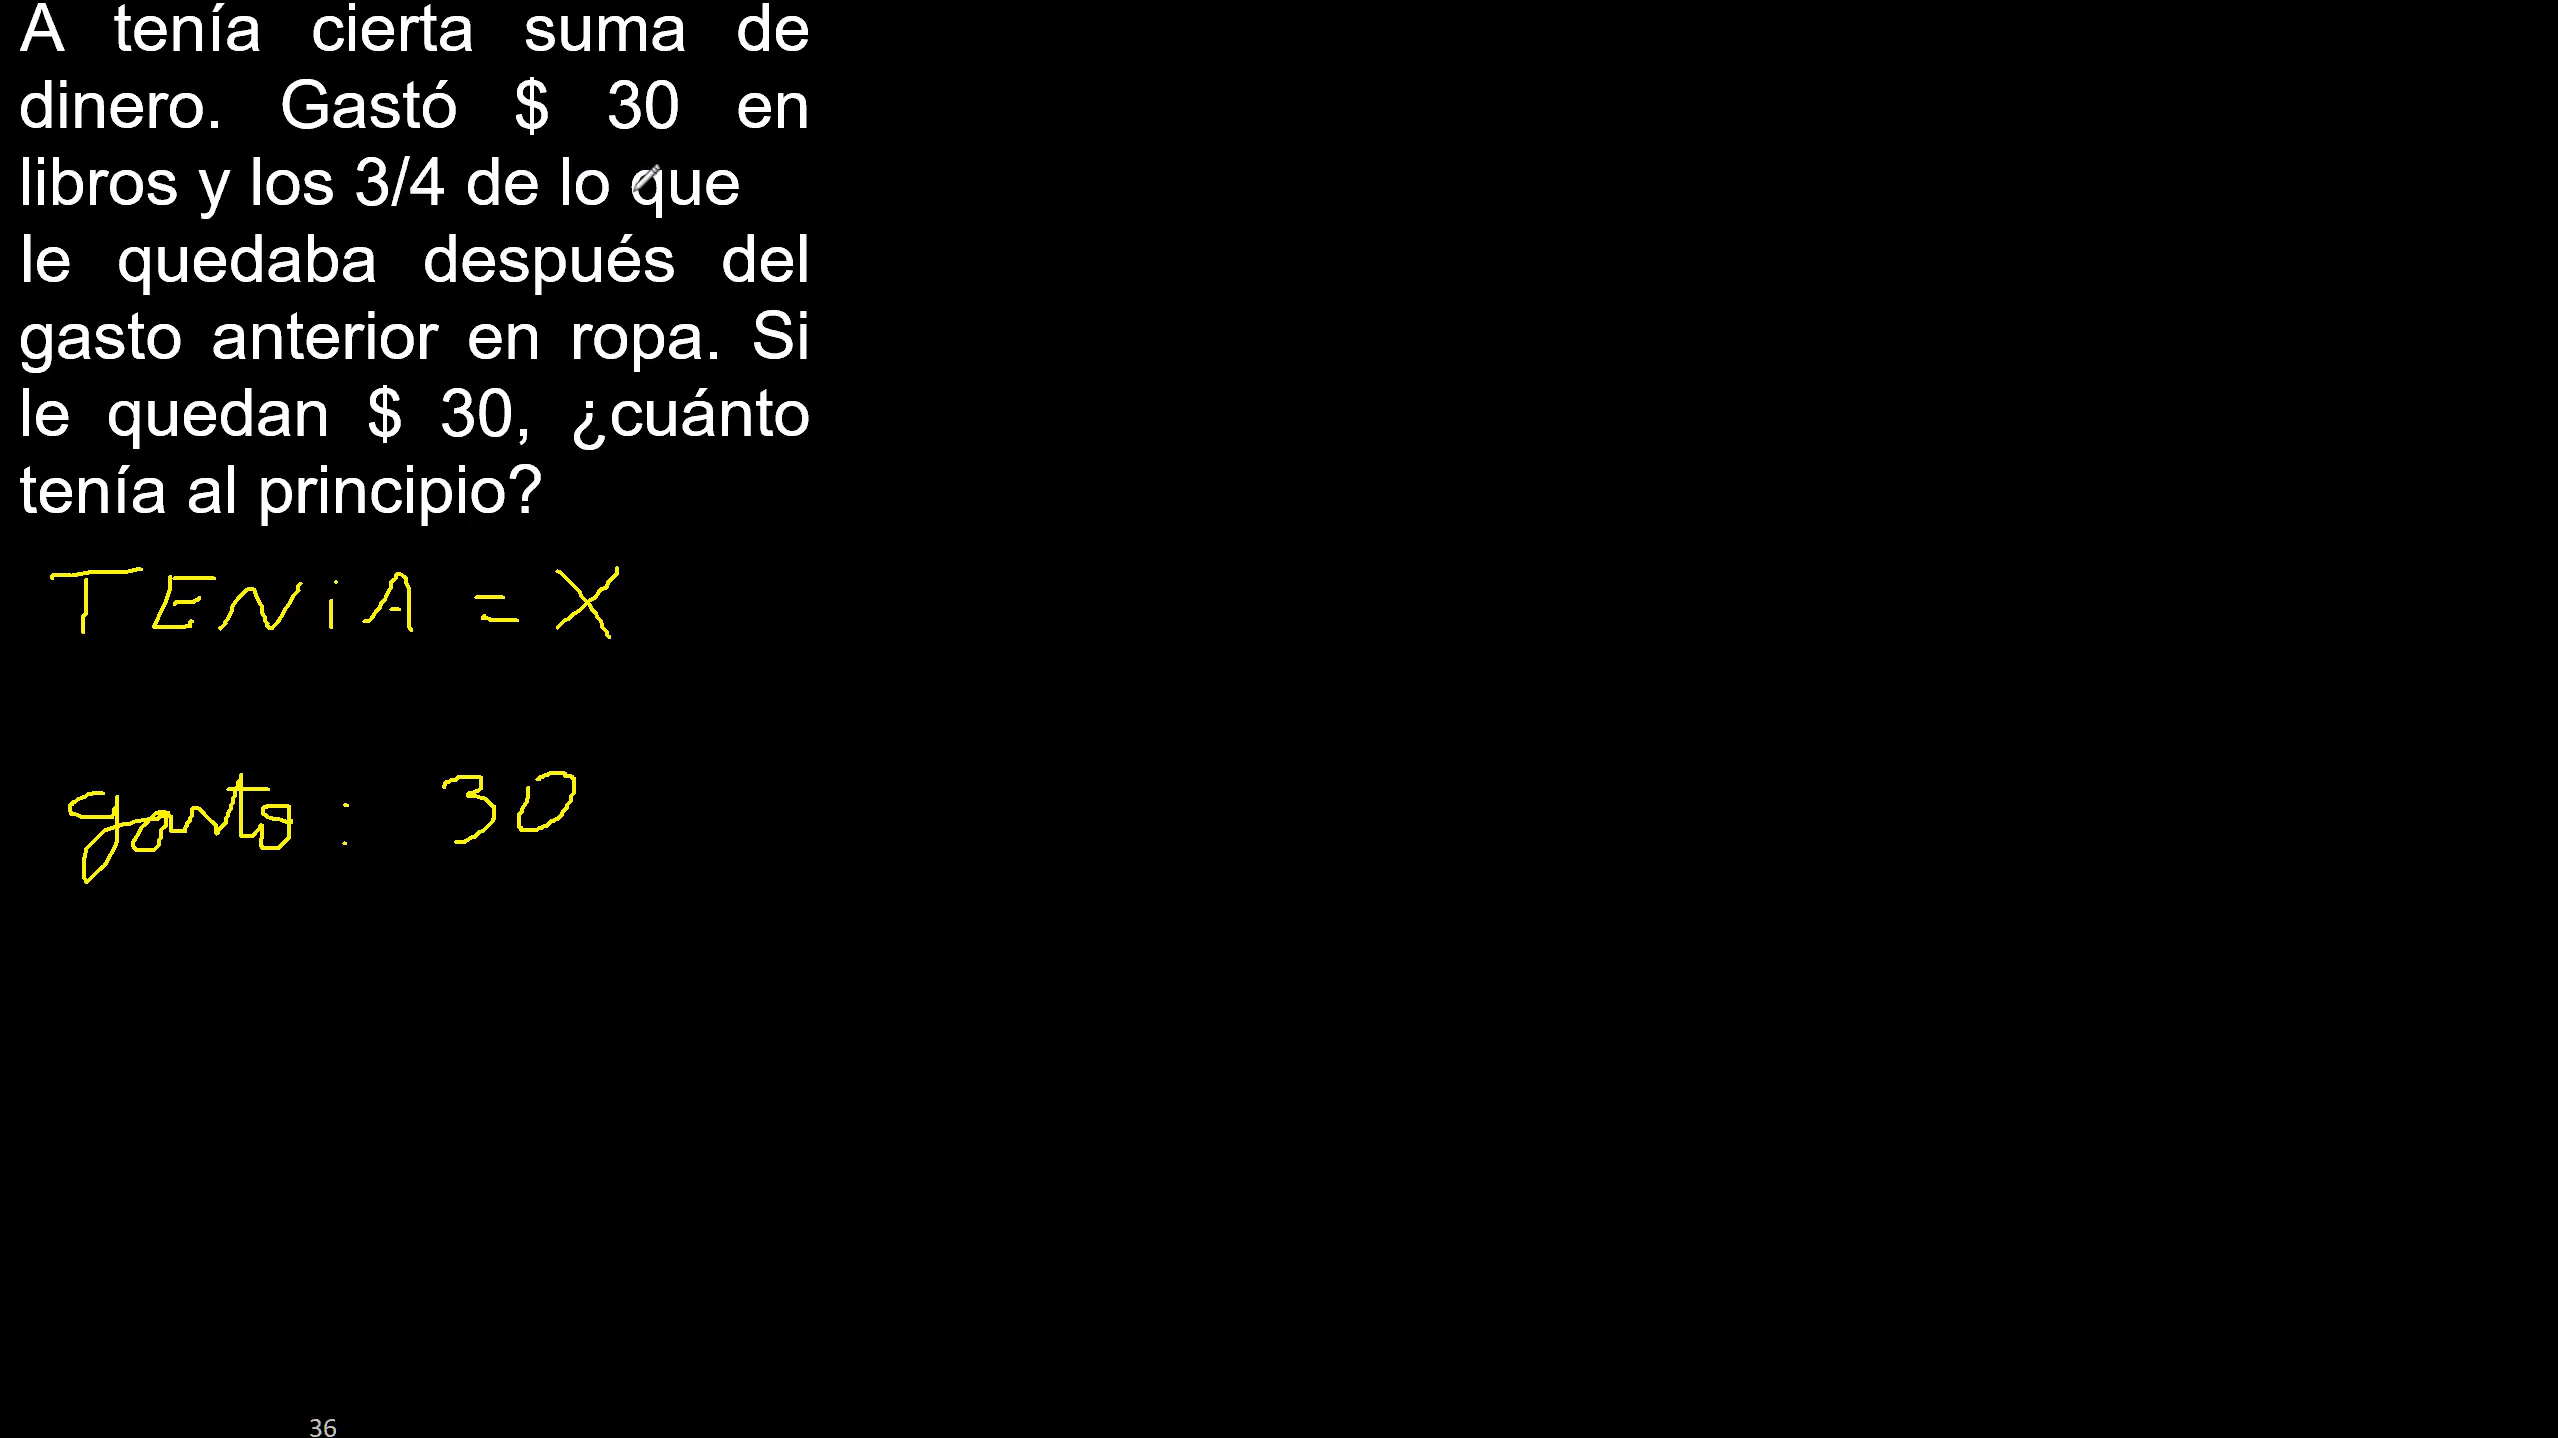 A tenía cierta suma de
dinero. Gastó $ 30 en
libros y los 3/4 de lo que
le quedaba después del
gasto anterior en ropa. Si
le quedan $ 30, ¿cuánto
tenía al principio?
TENiA = X
gasto : 30
36